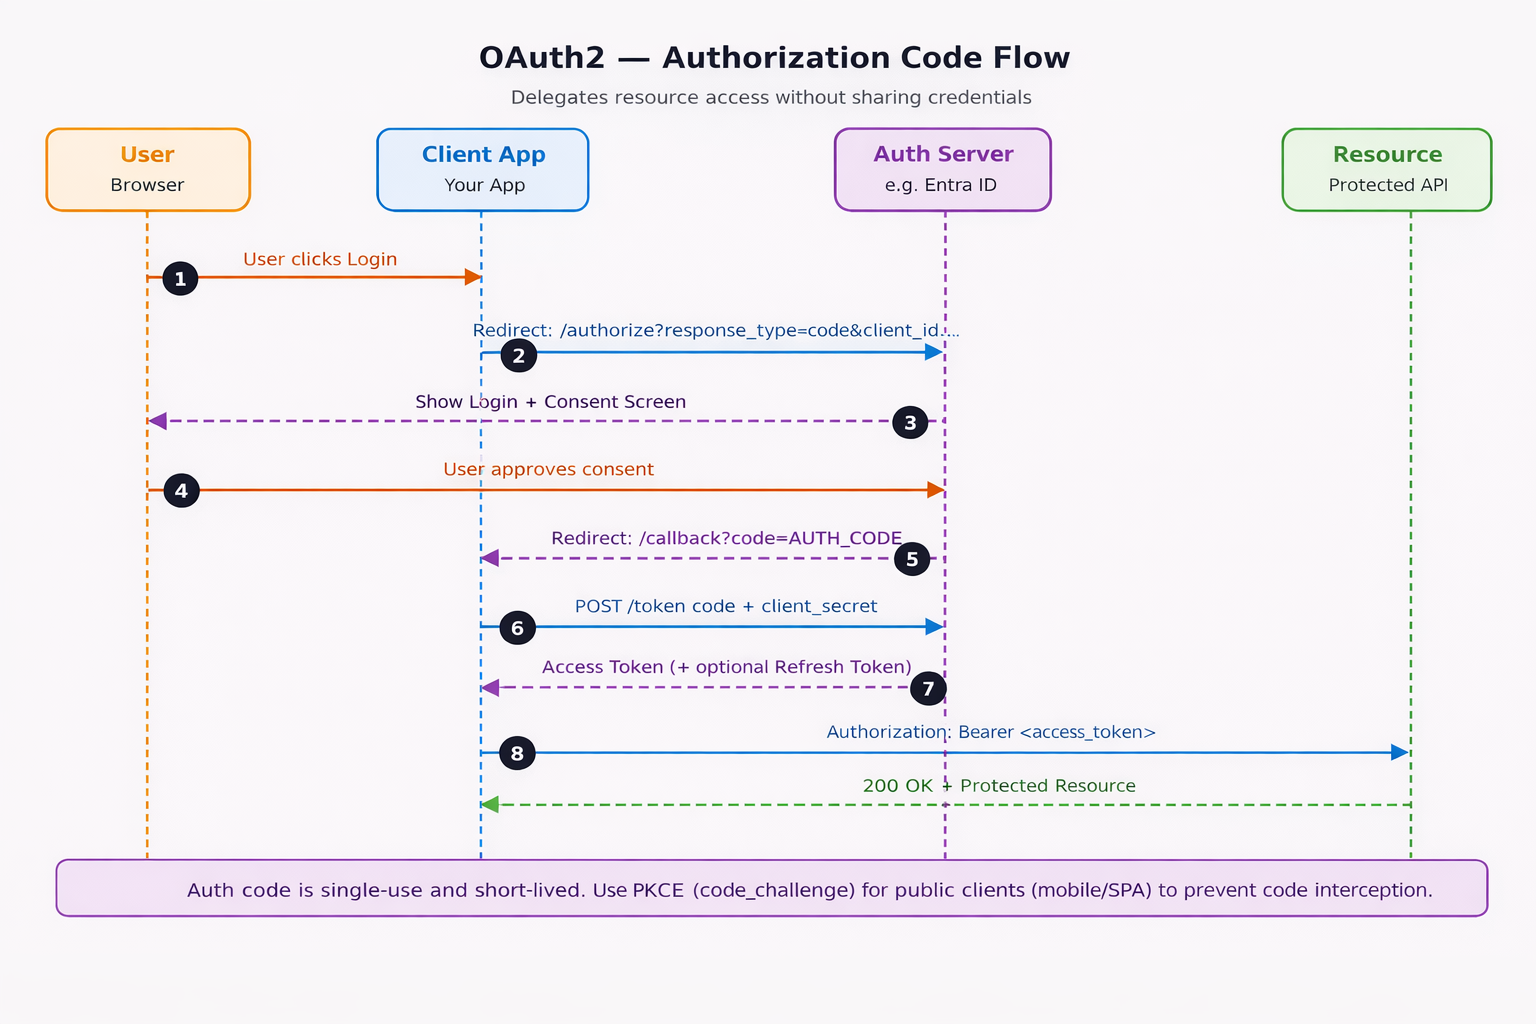 OAuth2 — Authorization Code Flow
Delegates resource access without sharing credentials
User
Browser
Client App
Your App
Auth Server
e.g. Entra ID
Resource
Protected API
User clicks Login
1
Redirect: /authorize?response_type=code&client_id....
2
Show Login + Consent Screen
3
User approves consent
4
Redirect: /callback?code=AUTH_CODE
5
POST /token code + client_secret
6
Access Token (+ optional Refresh Token)
7
Authorization: Bearer <access_token>
8
200 OK + Protected Resource
Auth code is single-use and short-lived. Use PKCE (code_challenge) for public clients (mobile/SPA) to prevent code interception.